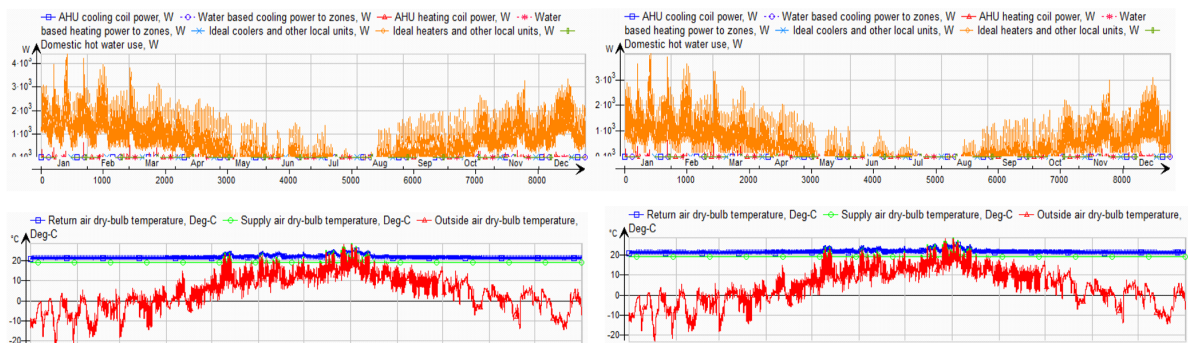 AHU cooling coil power, W Water based cooling power to zones, W AHU heating coil power, W Water
based heating power to zones, W Ideal coolers and other local units, W Ideal heaters and other local units, W
Domestic hot water use, W
W
4·10³
3·10³
2·10³
1·10³
0·10³
Jan Mar Apr May Jun Jul Aug Sep Oct Nov Dec
0 1000 2000 3000 4000 5000 6000 7000 8000
AHU cooling coil power, W Water based cooling power to zones, W AHU heating coil power, W Water
based heating power to zones, W Ideal coolers and other local units, W Ideal heaters and other local units, W
Domestic hot water use, W
W
3·10³
2·10³
1·10³
Jan Mar Apr May Jun Jul Aug Sep Oct Nov Dec
0 1000 2000 3000 4000 5000 6000 7000 8000
Return air dry-bulb temperature, Deg-C Supply air dry-bulb temperature, Deg-C Outside air dry-bulb temperature,
Deg-C
°C
20
10
0
-10
-20
Return air dry-bulb temperature, Deg-C Supply air dry-bulb temperature, Deg-C Outside air dry-bulb temperature,
Deg-C
°C
20
10
0
-10
-20